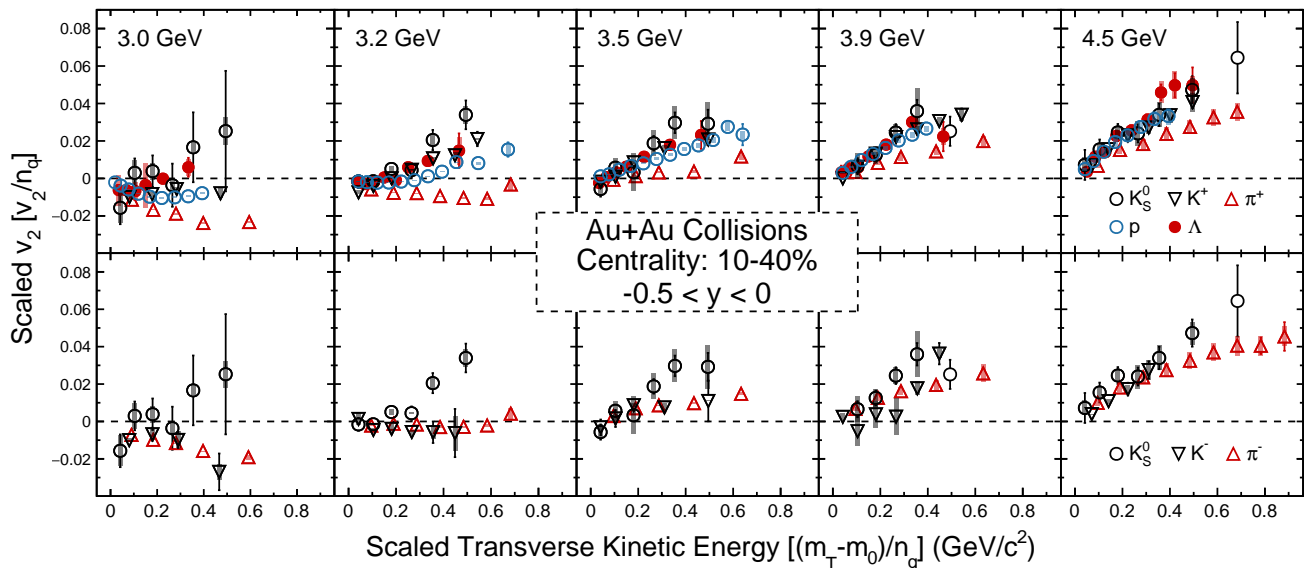 3.0 GeV 3.2 GeV 3.5 GeV 3.9 GeV 4.5 GeV
0.08
0.06
0.04
0.02
0
−0.02
K⁰_S K⁺ π⁺
p Λ
Au+Au Collisions
Centrality: 10-40%
-0.5 < y < 0
Scaled v₂ [v₂/n_q]
0.08
0.06
0.04
0.02
0
−0.02
K⁰_S K⁻ π⁻
0 0.2 0.4 0.6 0.8 0 0.2 0.4 0.6 0.8 0 0.2 0.4 0.6 0.8 0 0.2 0.4 0.6 0.8 0 0.2 0.4 0.6 0.8
Scaled Transverse Kinetic Energy [(m_T-m₀)/n_q] (GeV/c²)